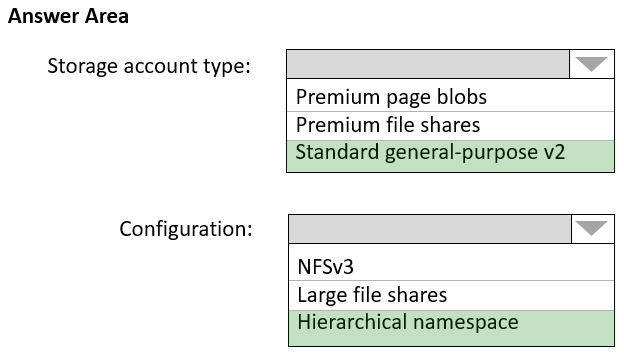 Answer Area
Storage account type:
Premium page blobs
Premium file shares
Standard general-purpose v2
Configuration:
NFSv3
Large file shares
Hierarchical namespace